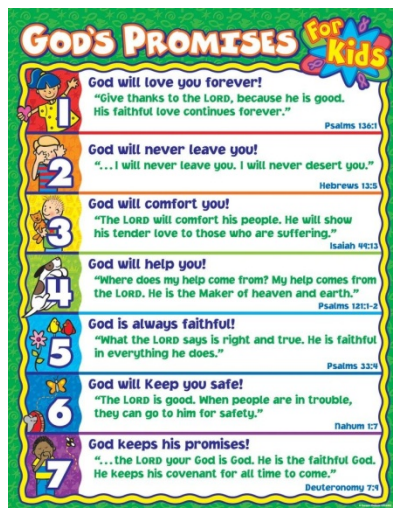 GOD'S PROMISES
For
Kids
1
God will love you forever!
"Give thanks to the LORD, because he is good.
His faithful love continues forever."
Psalms 136:1
2
God will never leave you!
"...I will never leave you. I will never desert you."
Hebrews 13:5
3
God will comfort you!
"The LORD will comfort his people. He will show
his tender love to those who are suffering."
Isaiah 49:13
4
God will help you!
"Where does my help come from? My help comes from
the LORD. He is the Maker of heaven and earth."
Psalms 121:1-2
5
God is always faithful!
"What the LORD says is right and true. He is faithful
in everything he does."
Psalms 33:4
6
God will Keep you safe!
"The LORD is good. When people are in trouble,
they can go to him for safety."
Nahum 1:7
7
God keeps his promises!
"...the LORD your God is God. He is the faithful God.
He keeps his covenant for all time to come."
Deuteronomy 7:9